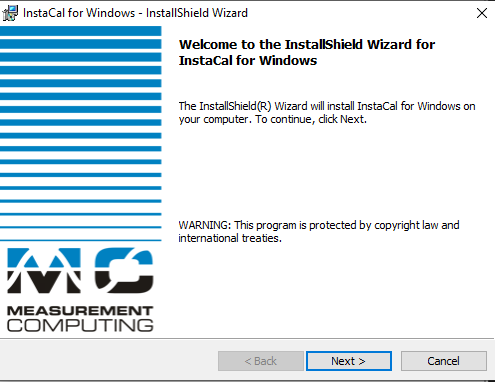 InstaCal for Windows - InstallShield Wizard
Welcome to the InstallShield Wizard for
InstaCal for Windows
The InstallShield(R) Wizard will install InstaCal for Windows on
your computer. To continue, click Next.
WARNING: This program is protected by copyright law and
international treaties.
MC
MEASUREMENT
COMPUTING
< Back
Next >
Cancel